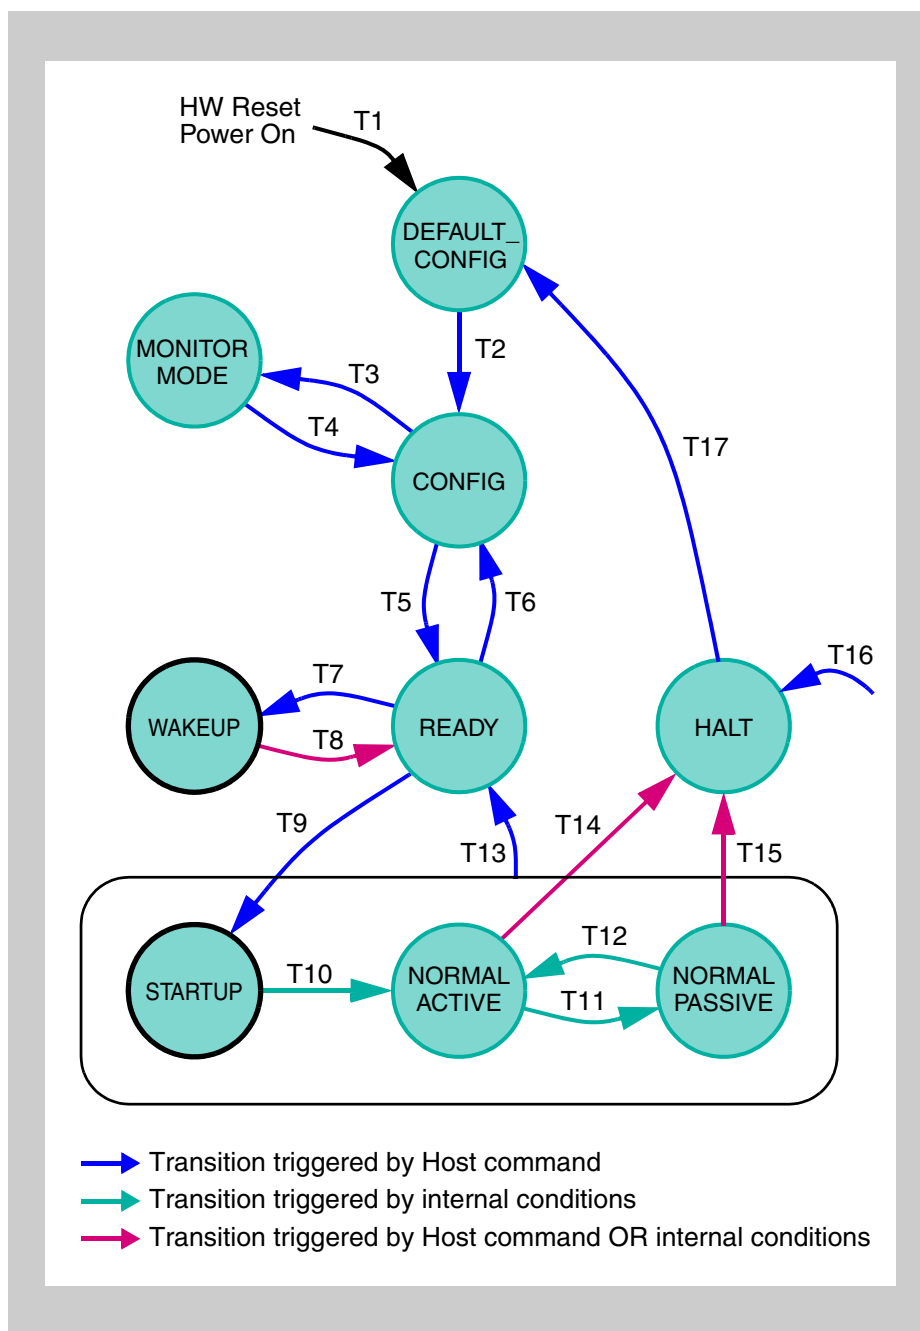 HW Reset
Power On
T1
DEFAULT_
CONFIG
T2
MONITOR
MODE
T3
T4
CONFIG
T17
T5
T6
T16
T7
WAKEUP
T8
READY
HALT
T9
T13
T14
T15
STARTUP
T10
NORMAL
ACTIVE
T12
T11
NORMAL
PASSIVE
Transition triggered by Host command
Transition triggered by internal conditions
Transition triggered by Host command OR internal conditions